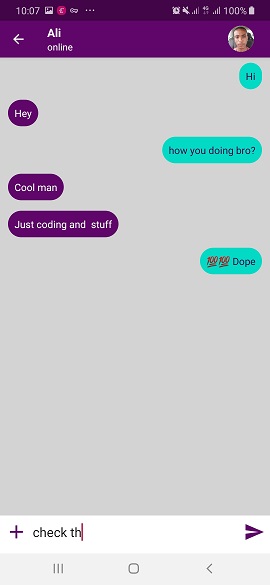 10:07 100%
Ali
online
Hi
Hey
how you doing bro?
Cool man
Just coding and  stuff
💯💯 Dope
check th